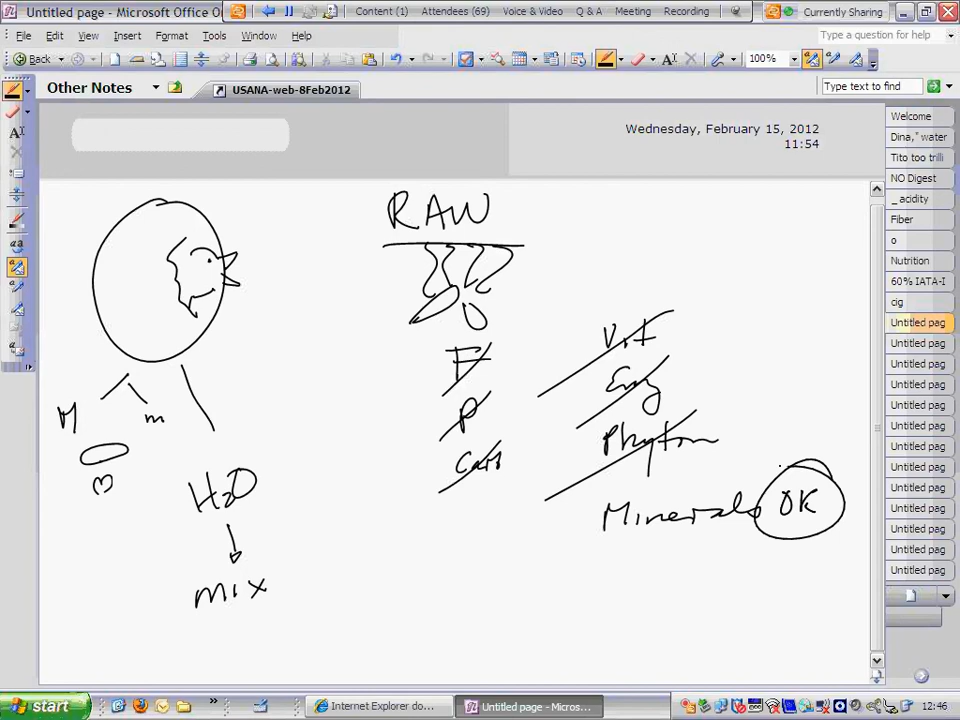 Untitled page - Microsoft Office O
Content (1) Attendees (69) Voice & Video Q & A Meeting Recording
Currently Sharing
File Edit View Insert Format Tools Window Help
Type a question for help
Back
100%
Other Notes
USANA-web-8Feb2012
Type text to find
Wednesday, February 15, 2012
11:54
Welcome
Dina," water
Tito too trilli
NO Digest
_ acidity
Fiber
o
Nutrition
60% IATA-I
cig
Untitled pag
Untitled pag
Untitled pag
Untitled pag
Untitled pag
Untitled pag
Untitled pag
Untitled pag
Untitled pag
Untitled pag
Untitled pag
Untitled pag
Untitled pag
RAW
F
P
Carb
Vit
Enz
Phyton
Minerals OK
M m
B
H2O
mix
start
Internet Explorer do...
Untitled page - Micros...
12:46